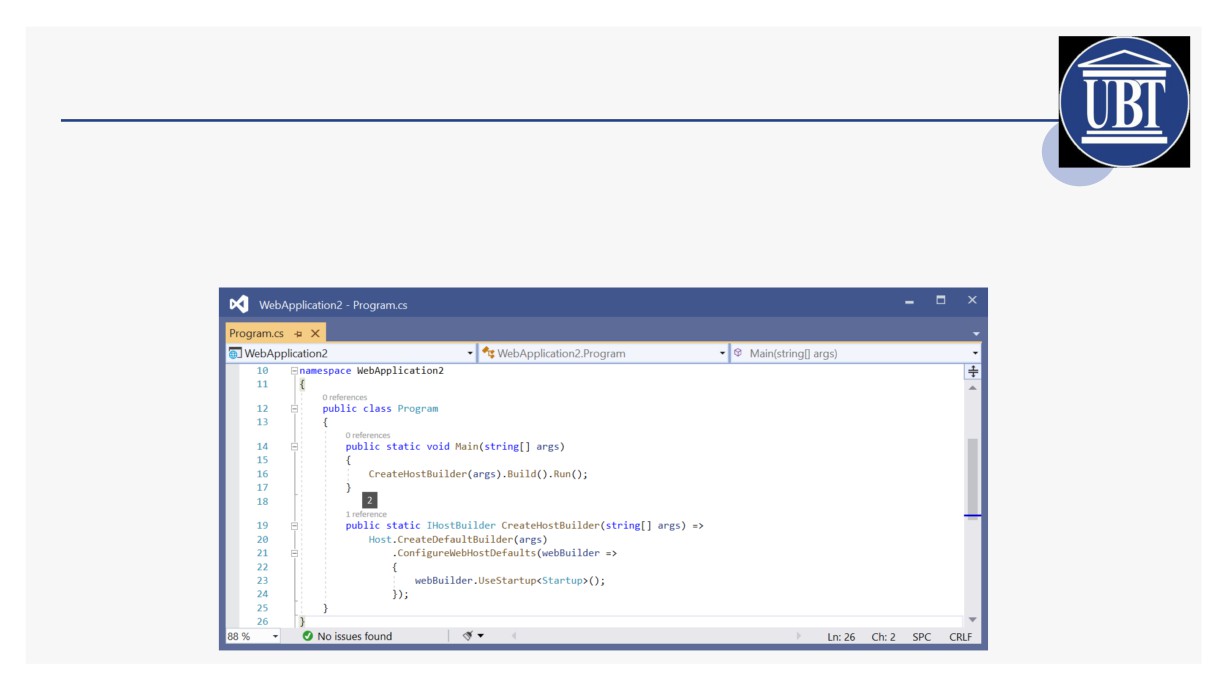 UBT
WebApplication2 - Program.cs
Program.cs
WebApplication2 WebApplication2.Program Main(string[] args)
10 namespace WebApplication2
11 {
0 references
12 public class Program
13 {
0 references
14 public static void Main(string[] args)
15 {
16 CreateHostBuilder(args).Build().Run();
17 }
18 2
1 reference
19 public static IHostBuilder CreateHostBuilder(string[] args) =>
20 Host.CreateDefaultBuilder(args)
21 .ConfigureWebHostDefaults(webBuilder =>
22 {
23 webBuilder.UseStartup<Startup>();
24 });
25 }
26 }
88 % No issues found Ln: 26 Ch: 2 SPC CRLF